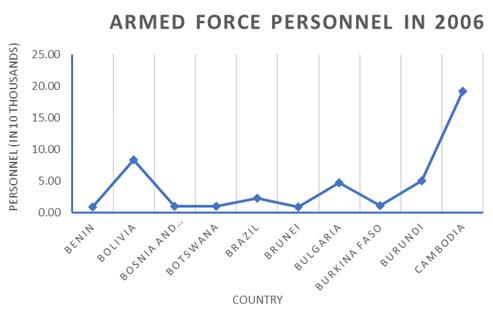 ARMED FORCE PERSONNEL IN 2006
PERSONNEL (IN 10 THOUSANDS)
25.00
20.00
15.00
10.00
5.00
0.00
BENIN
BOLIVIA
BOSNIA AND...
BOTSWANA
BRAZIL
BRUNEI
BULGARIA
BURKINA FASO
BURUNDI
CAMBODIA
COUNTRY